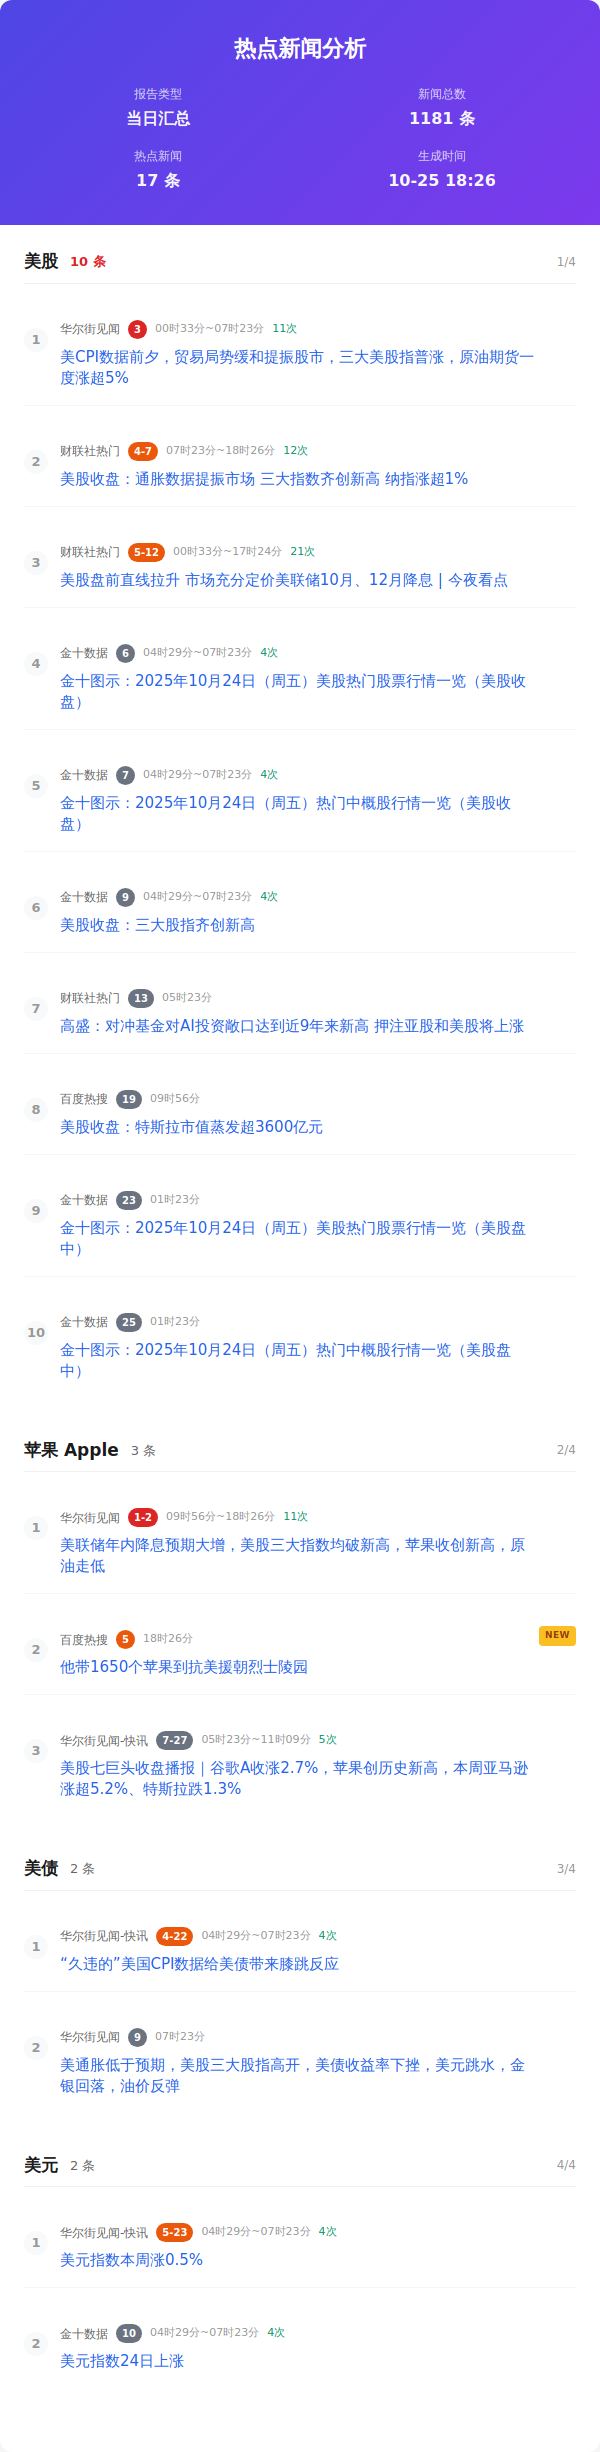 热点新闻分析
报告类型 新闻总数
当日汇总 1181 条
热点新闻 生成时间
17 条 10-25 18:26
美股 10 条 1/4
1 华尔街见闻 3 00时33分~07时23分 11次
美CPI数据前夕，贸易局势缓和提振股市，三大美股指普涨，原油期货一
度涨超5%
2 财联社热门 4-7 07时23分~18时26分 12次
美股收盘：通胀数据提振市场 三大指数齐创新高 纳指涨超1%
3 财联社热门 5-12 00时33分~17时24分 21次
美股盘前直线拉升 市场充分定价美联储10月、12月降息 | 今夜看点
4 金十数据 6 04时29分~07时23分 4次
金十图示：2025年10月24日（周五）美股热门股票行情一览（美股收
盘）
5 金十数据 7 04时29分~07时23分 4次
金十图示：2025年10月24日（周五）热门中概股行情一览（美股收
盘）
6 金十数据 9 04时29分~07时23分 4次
美股收盘：三大股指齐创新高
7 财联社热门 13 05时23分
高盛：对冲基金对AI投资敞口达到近9年来新高 押注亚股和美股将上涨
8 百度热搜 19 09时56分
美股收盘：特斯拉市值蒸发超3600亿元
9 金十数据 23 01时23分
金十图示：2025年10月24日（周五）美股热门股票行情一览（美股盘
中）
10 金十数据 25 01时23分
金十图示：2025年10月24日（周五）热门中概股行情一览（美股盘
中）
苹果 Apple 3 条 2/4
1 华尔街见闻 1-2 09时56分~18时26分 11次
美联储年内降息预期大增，美股三大指数均破新高，苹果收创新高，原
油走低
2 百度热搜 5 18时26分 NEW
他带1650个苹果到抗美援朝烈士陵园
3 华尔街见闻-快讯 7-27 05时23分~11时09分 5次
美股七巨头收盘播报｜谷歌A收涨2.7%，苹果创历史新高，本周亚马逊
涨超5.2%、特斯拉跌1.3%
美债 2 条 3/4
1 华尔街见闻-快讯 4-22 04时29分~07时23分 4次
“久违的”美国CPI数据给美债带来膝跳反应
2 华尔街见闻 9 07时23分
美通胀低于预期，美股三大股指高开，美债收益率下挫，美元跳水，金
银回落，油价反弹
美元 2 条 4/4
1 华尔街见闻-快讯 5-23 04时29分~07时23分 4次
美元指数本周涨0.5%
2 金十数据 10 04时29分~07时23分 4次
美元指数24日上涨